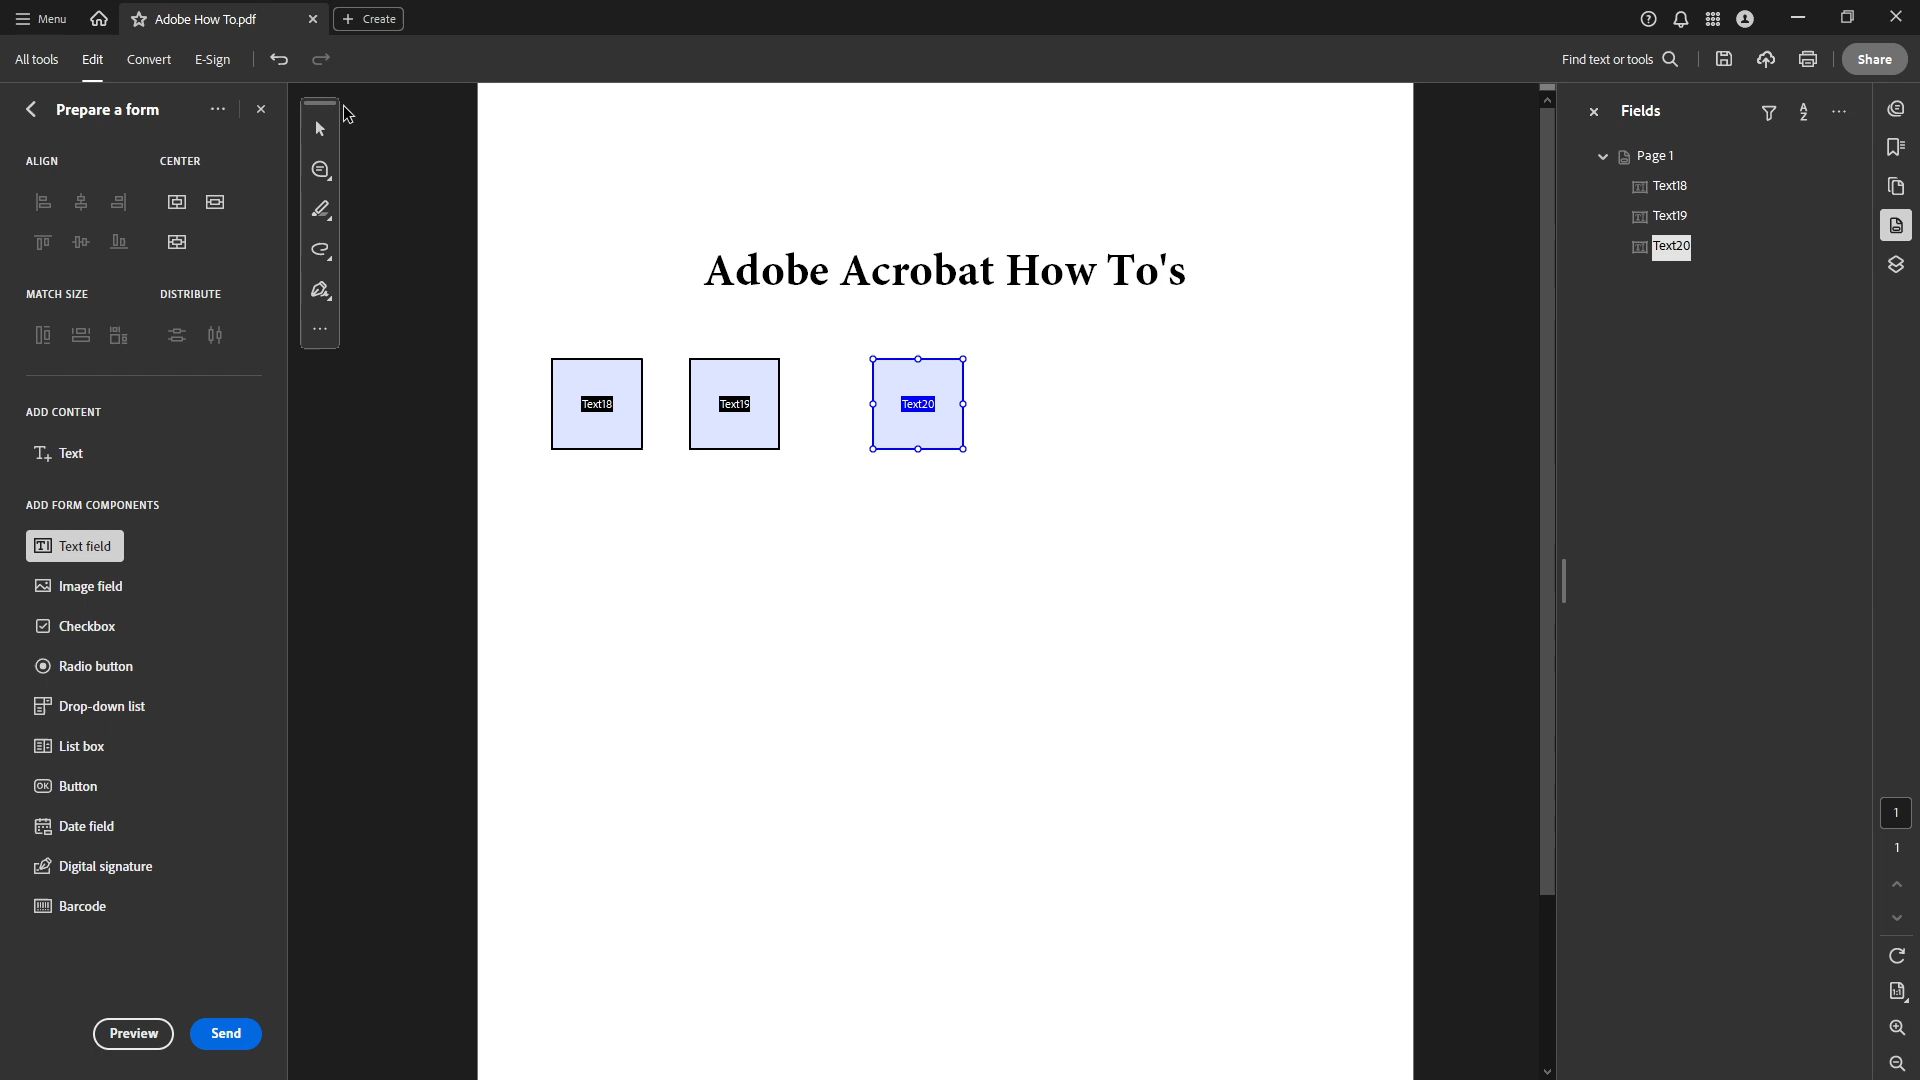 Menu
Adobe How To.pdf
Create
All tools
Edit
Convert
E-Sign
Find text or tools
Share
Prepare a form
ALIGN
CENTER
MATCH SIZE
DISTRIBUTE
ADD CONTENT
Text
ADD FORM COMPONENTS
Text field
Image field
Checkbox
Radio button
Drop-down list
List box
OK Button
Date field
Digital signature
Barcode
Preview
Send
Adobe Acrobat How To's
Text18
Text19
Text20
Fields
A
Z
Page 1
Text18
Text19
Text20
1
1
1:1